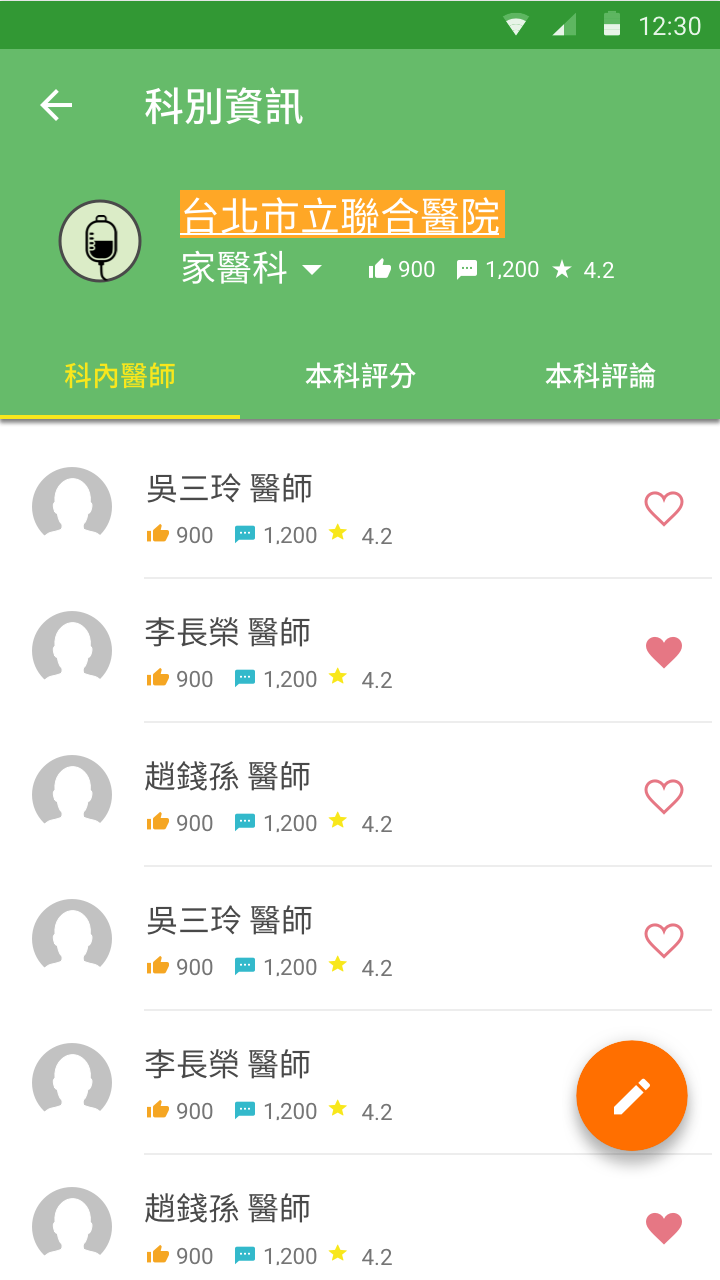 12:30
科別資訊
台北市立聯合醫院
家醫科 900 1,200 4.2
科內醫師 本科評分 本科評論
吳三玲 醫師
900 1,200 4.2
李長榮 醫師
900 1,200 4.2
趙錢孫 醫師
900 1,200 4.2
吳三玲 醫師
900 1,200 4.2
李長榮 醫師
900 1,200 4.2
趙錢孫 醫師
900 1,200 4.2